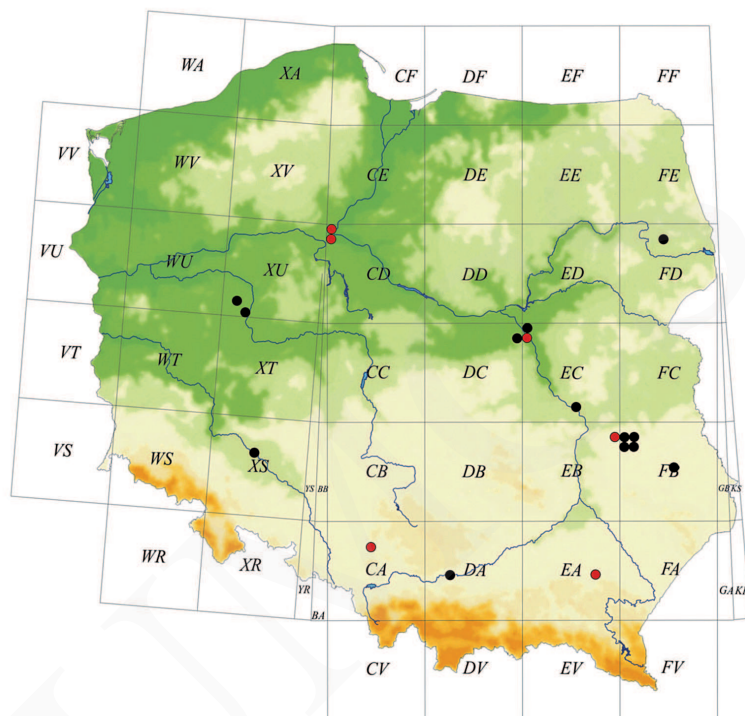 WA XA CF DF EF FF
VV WV XV CE DE EE FE
VU WU XU CD DD ED FD
VT WT XT CC DC EC FC
VS WS XS YS BB CB DB EB FB GB KS
WR XR YR BA CA DA EA FA GA
CV DV EV FV